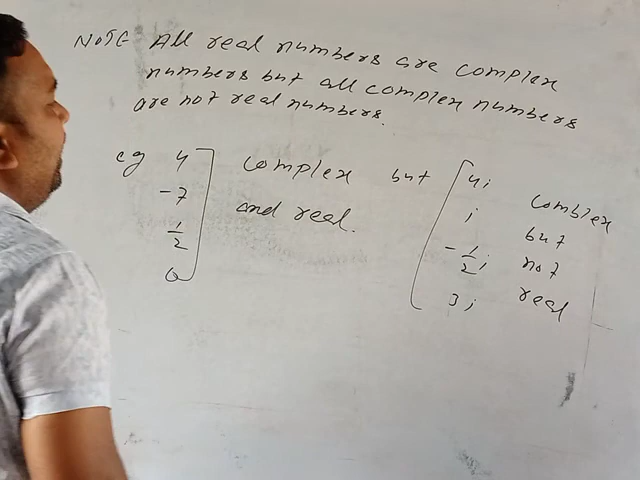 NOTE All real numbers are complex
numbers but all complex numbers
are not real numbers.
eg 4 complex but 4i complex
-7 and real. i but
1/2 -1/2 i not
0 3i real